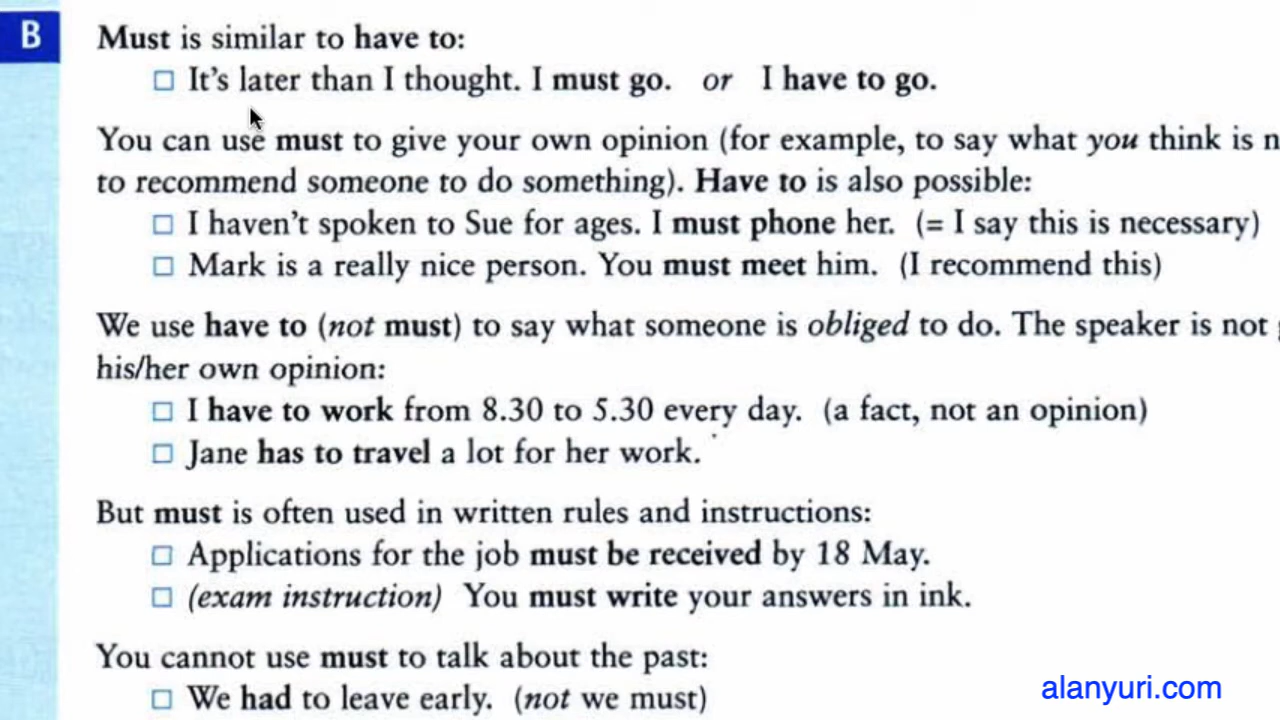 B
Must is similar to have to:
□ It's later than I thought. I must go. or I have to go.
You can use must to give your own opinion (for example, to say what you think is n
to recommend someone to do something). Have to is also possible:
□ I haven't spoken to Sue for ages. I must phone her. (= I say this is necessary)
□ Mark is a really nice person. You must meet him. (I recommend this)
We use have to (not must) to say what someone is obliged to do. The speaker is not
his/her own opinion:
□ I have to work from 8.30 to 5.30 every day. (a fact, not an opinion)
□ Jane has to travel a lot for her work.
But must is often used in written rules and instructions:
□ Applications for the job must be received by 18 May.
□ (exam instruction) You must write your answers in ink.
You cannot use must to talk about the past:
□ We had to leave early. (not we must)
alanyuri.com